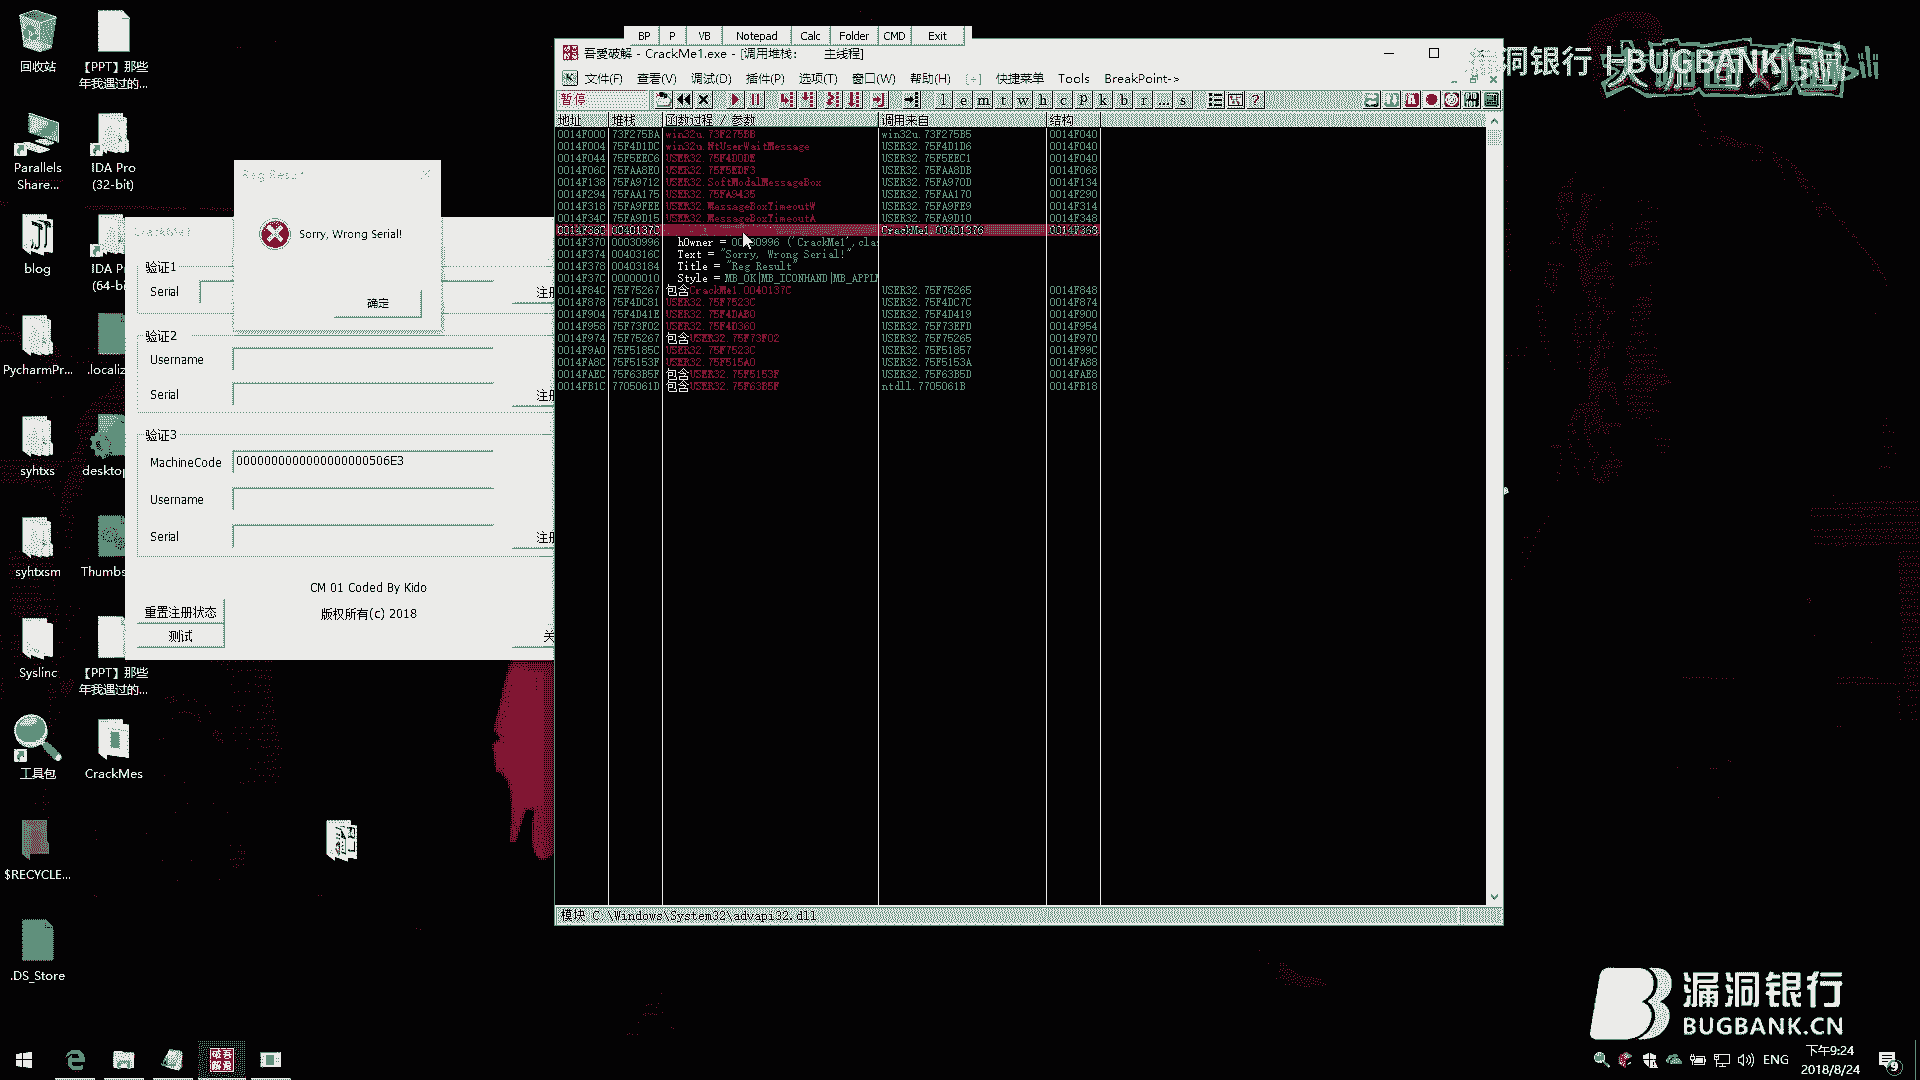 回收站
【PPT】那些
年我遇过的...
Parallels
Share...
IDA Pro
(32-bit)
blog
IDA P
(64-bi
PycharmPr...
.localiz
syhtxs
desktop
syhtxsm
Thumbs
Syslinc
【PPT】那些
年我遇过的...
工具包
CrackMes
$RECYCLE...
.DS_Store
CrackMe1
验证1
Serial
注
验证2
Username
Serial
注册
验证3
MachineCode
0000000000000000000506E3
Username
Serial
注册
CM 01 Coded By Kido
版权所有(c) 2018
重置注册状态
测试
关
Reg Result
Sorry, Wrong Serial!
确定
BP P VB Notepad Calc Folder CMD Exit
吾爱破解 - CrackMe1.exe - [调用堆栈: 主线程]
文件(F) 查看(V) 调试(D) 插件(P) 选项(T) 窗口(W) 帮助(H) [+] 快捷菜单 Tools BreakPoint->
暂停 l e m t w h c P k b r ... s ?
地址 堆栈 函数过程 / 参数 调用来自 结构
0014F000 73F275BA win32u.73F275BB win32u.73F275B5 0014F040
0014F004 75F4D1DC win32u.NtUserWaitMessage USER32.75F4D1D6 0014F040
0014F044 75F5EEC6 USER32.75F4D0DE USER32.75F5EEC1 0014F040
0014F06C 75FAA8E0 USER32.75F5EDF3 USER32.75FAA8DB 0014F068
0014F138 75FA9712 USER32.SoftModalMessageBox USER32.75FA970D 0014F134
0014F294 75FAA175 USER32.75FA9435 USER32.75FAA170 0014F290
0014F318 75FA9FEE USER32.MessageBoxTimeoutW USER32.75FA9FE9 0014F314
0014F34C 75FA9D15 USER32.MessageBoxTimeoutA USER32.75FA9D10 0014F348
0014F36C 0040137C CrackMe1.00401376 0014F368
0014F370 00030996 hOwner = 00030996 ('CrackMe1',cla
0014F374 0040316C Text = "Sorry, Wrong Serial!"
0014F378 00403184 Title = "Reg Result"
0014F37C 00000010 Style = MB_OK|MB_ICONHAND|MB_APPLM
0014F84C 75F75267 包含CrackMe1.0040137C USER32.75F75265 0014F848
0014F878 75F4DC81 USER32.75F7523C USER32.75F4DC7C 0014F874
0014F904 75F4D41E USER32.75F4DAB0 USER32.75F4D419 0014F900
0014F958 75F73F02 USER32.75F4D360 USER32.75F73EFD 0014F954
0014F974 75F75267 包含USER32.75F73F02 USER32.75F75265 0014F970
0014F9A0 75F5185C USER32.75F7523C USER32.75F51857 0014F99C
0014FA8C 75F5153F USER32.75F515A0 USER32.75F5153A 0014FA88
0014FAEC 75F63B5F 包含USER32.75F5153F USER32.75F63B5D 0014FAE8
0014FB1C 7705061D 包含USER32.75F63B5F ntdll.7705061B 0014FB18
模块 C:\Windows\System32\advapi32.dll
洞银行 | BUGBANK
漏洞银行
BUGBANK.CN
ENG
下午9:24
2018/8/24
9